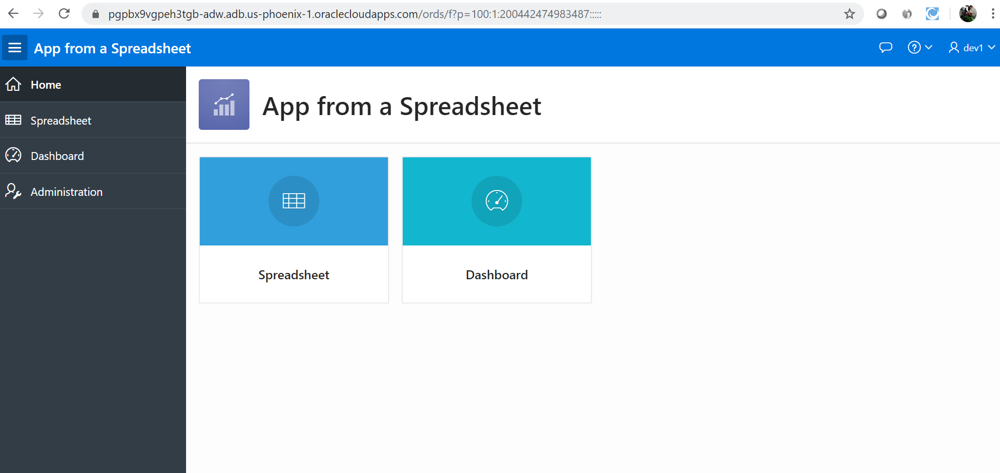 pgpbx9vgpeh3tgb-adw.adb.us-phoenix-1.oraclecloudapps.com/ords/f?p=100:1:200442474983487:::::
App from a Spreadsheet
dev1
Home
Spreadsheet
Dashboard
Administration
App from a Spreadsheet
Spreadsheet
Dashboard